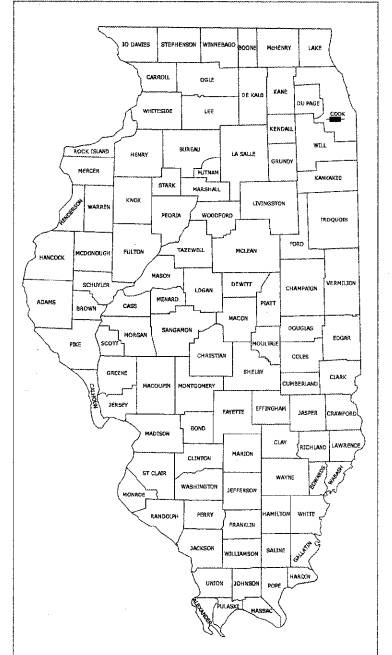 JO DAVIES STEPHENSON WINNEBAGO BOONE McHENRY LAKE
CARROLL OGLE DE KALB KANE DU PAGE COOK
WHITESIDE LEE KENDALL WILL
ROCK ISLAND HENRY BUREAU LA SALLE GRUNDY
MERCER PUTNAM KANKAKEE
HENDERSON WARREN KNOX STARK MARSHALL LIVINGSTON
PEORIA WOODFORD IROQUOIS
HANCOCK MCDONOUGH FULTON TAZEWELL MCLEAN FORD
SCHUYLER MASON LOGAN DEWITT CHAMPAIGN VERMILION
ADAMS BROWN CASS MENARD MACON PIATT
PIKE SCOTT MORGAN SANGAMON MOULTRIE DOUGLAS EDGAR
CHRISTIAN COLES
CALHOUN GREENE MACOUPIN MONTGOMERY SHELBY CUMBERLAND CLARK
JERSEY FAYETTE EFFINGHAM JASPER CRAWFORD
MADISON BOND CLAY RICHLAND LAWRENCE
CLINTON MARION
ST CLAIR WASHINGTON JEFFERSON WAYNE EDWARDS WABASH
MONROE RANDOLPH PERRY HAMILTON WHITE
FRANKLIN
JACKSON WILLIAMSON SALINE GALLATIN
UNION JOHNSON POPE HARDIN
ALEXANDER PULASKI MASSAC